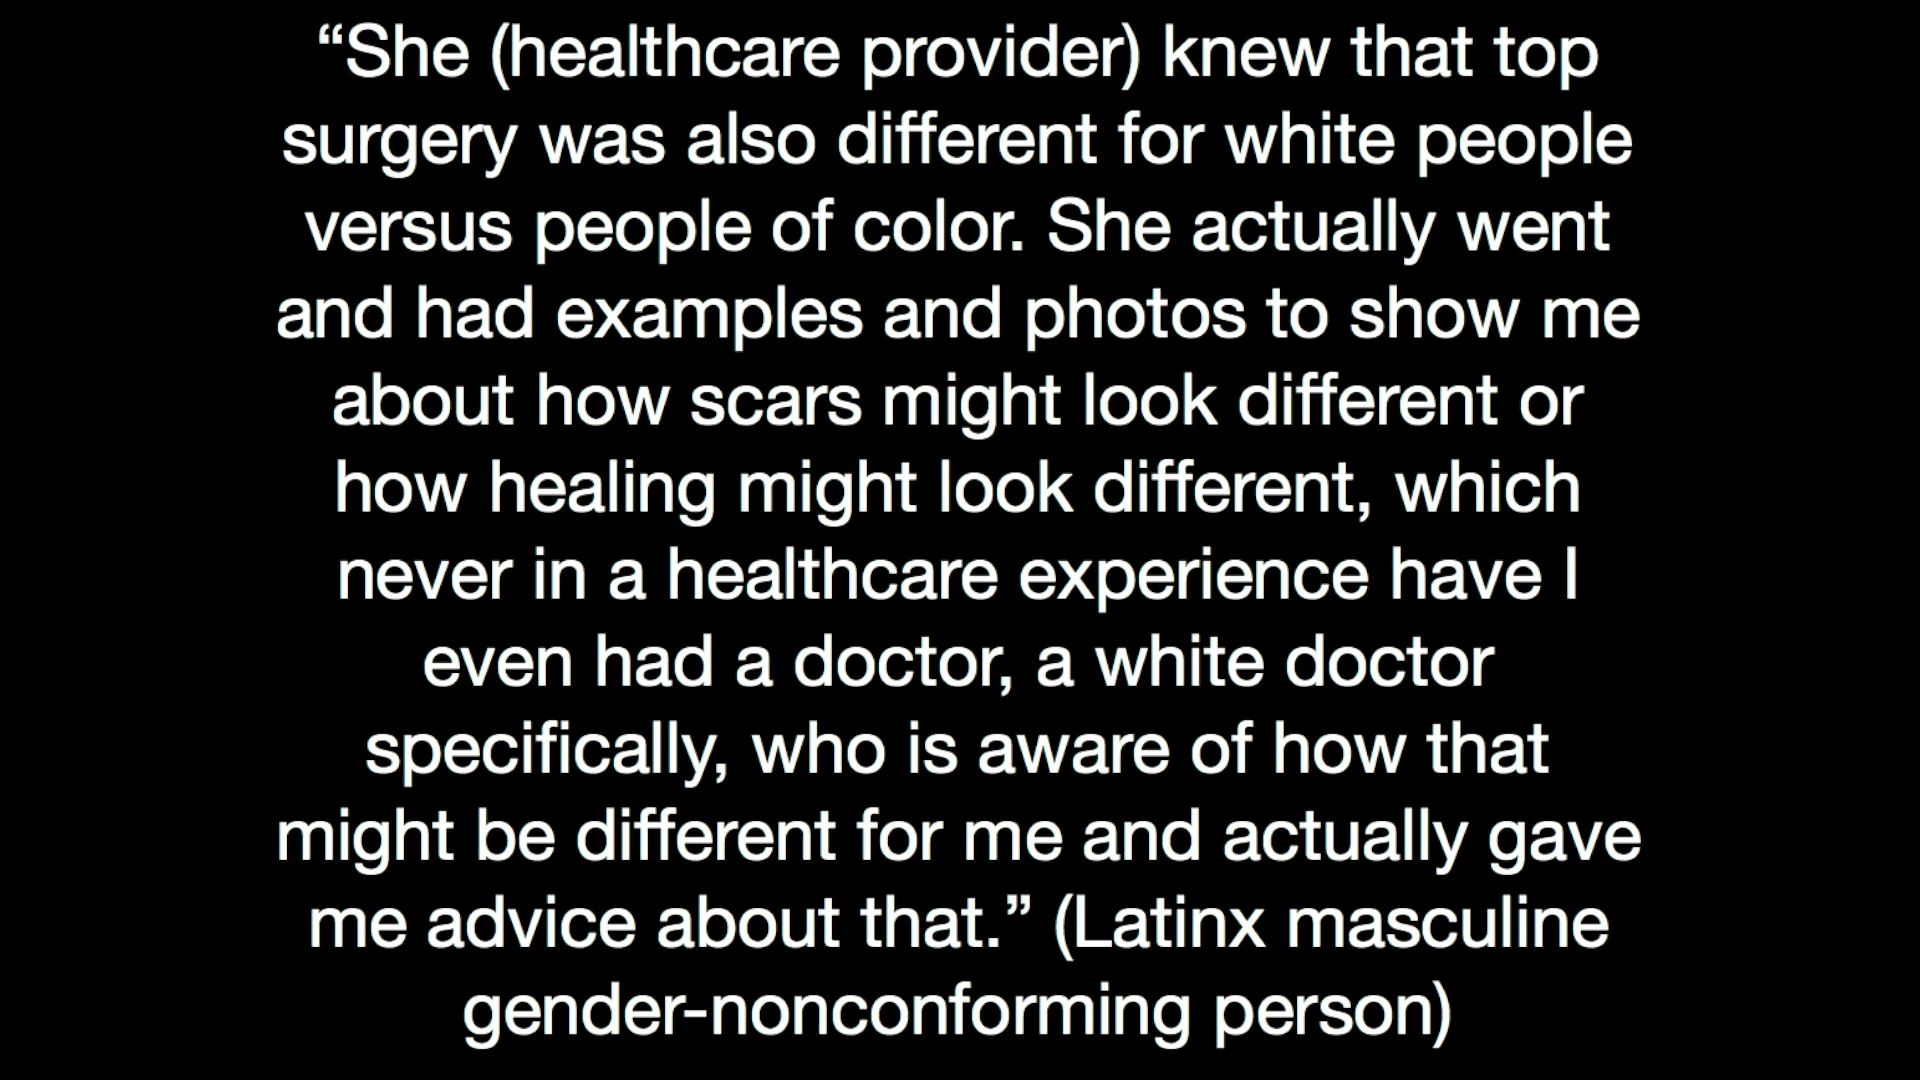 “She (healthcare provider) knew that top
surgery was also different for white people
versus people of color. She actually went
and had examples and photos to show me
about how scars might look different or
how healing might look different, which
never in a healthcare experience have I
even had a doctor, a white doctor
specifically, who is aware of how that
might be different for me and actually gave
me advice about that.” (Latinx masculine
gender-nonconforming person)